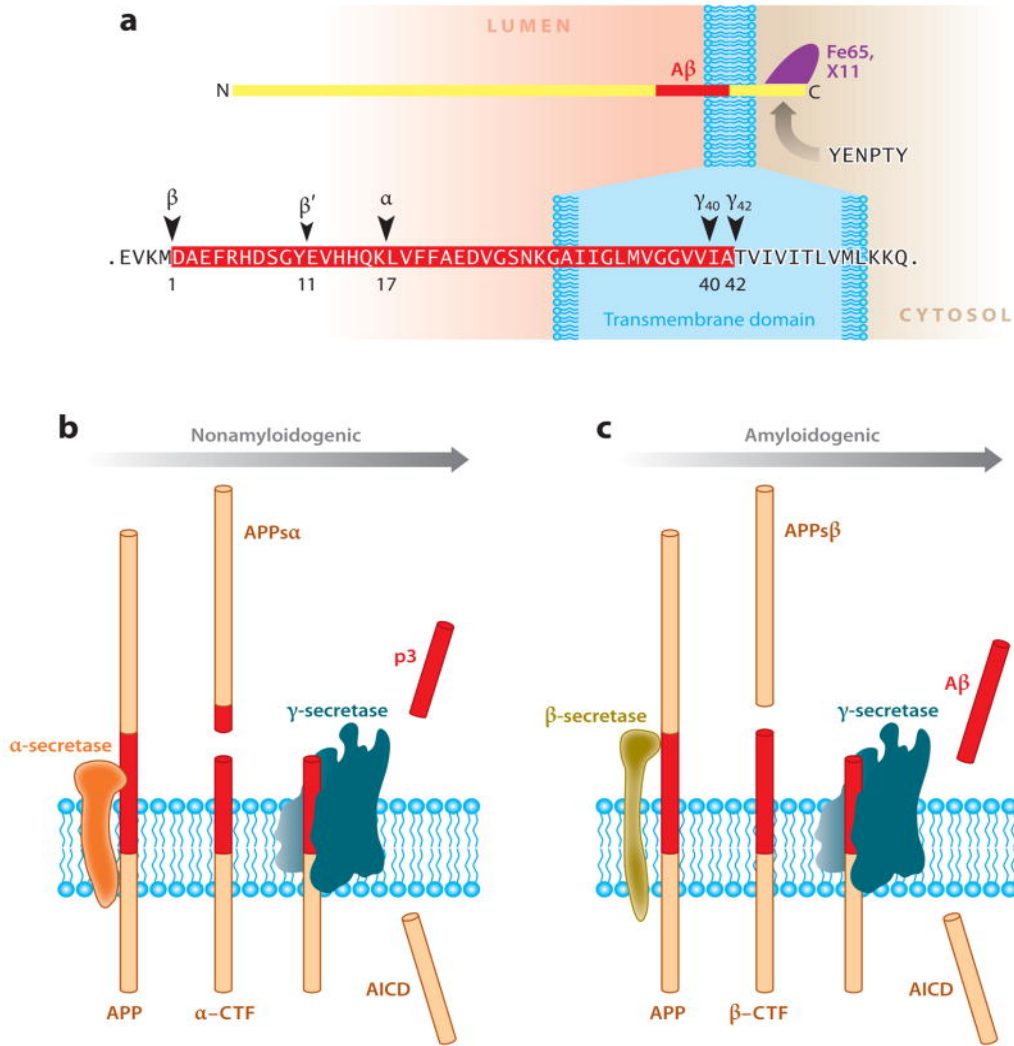 a
LUMEN
Fe65,
X11
Aβ
N
C
YENPTY
β
β′
α
γ40
γ42
.EVKMDAEFRHDSGYEVHHQKLVFFAEDVGSNKGAIIGLMVGGVVIATVIVITLVMLKKQ.
1
11
17
40 42
Transmembrane domain
CYTOSOL
b
Nonamyloidogenic
APPsα
p3
γ-secretase
α-secretase
AICD
APP
α–CTF
c
Amyloidogenic
APPsβ
Aβ
β-secretase
γ-secretase
AICD
APP
β–CTF